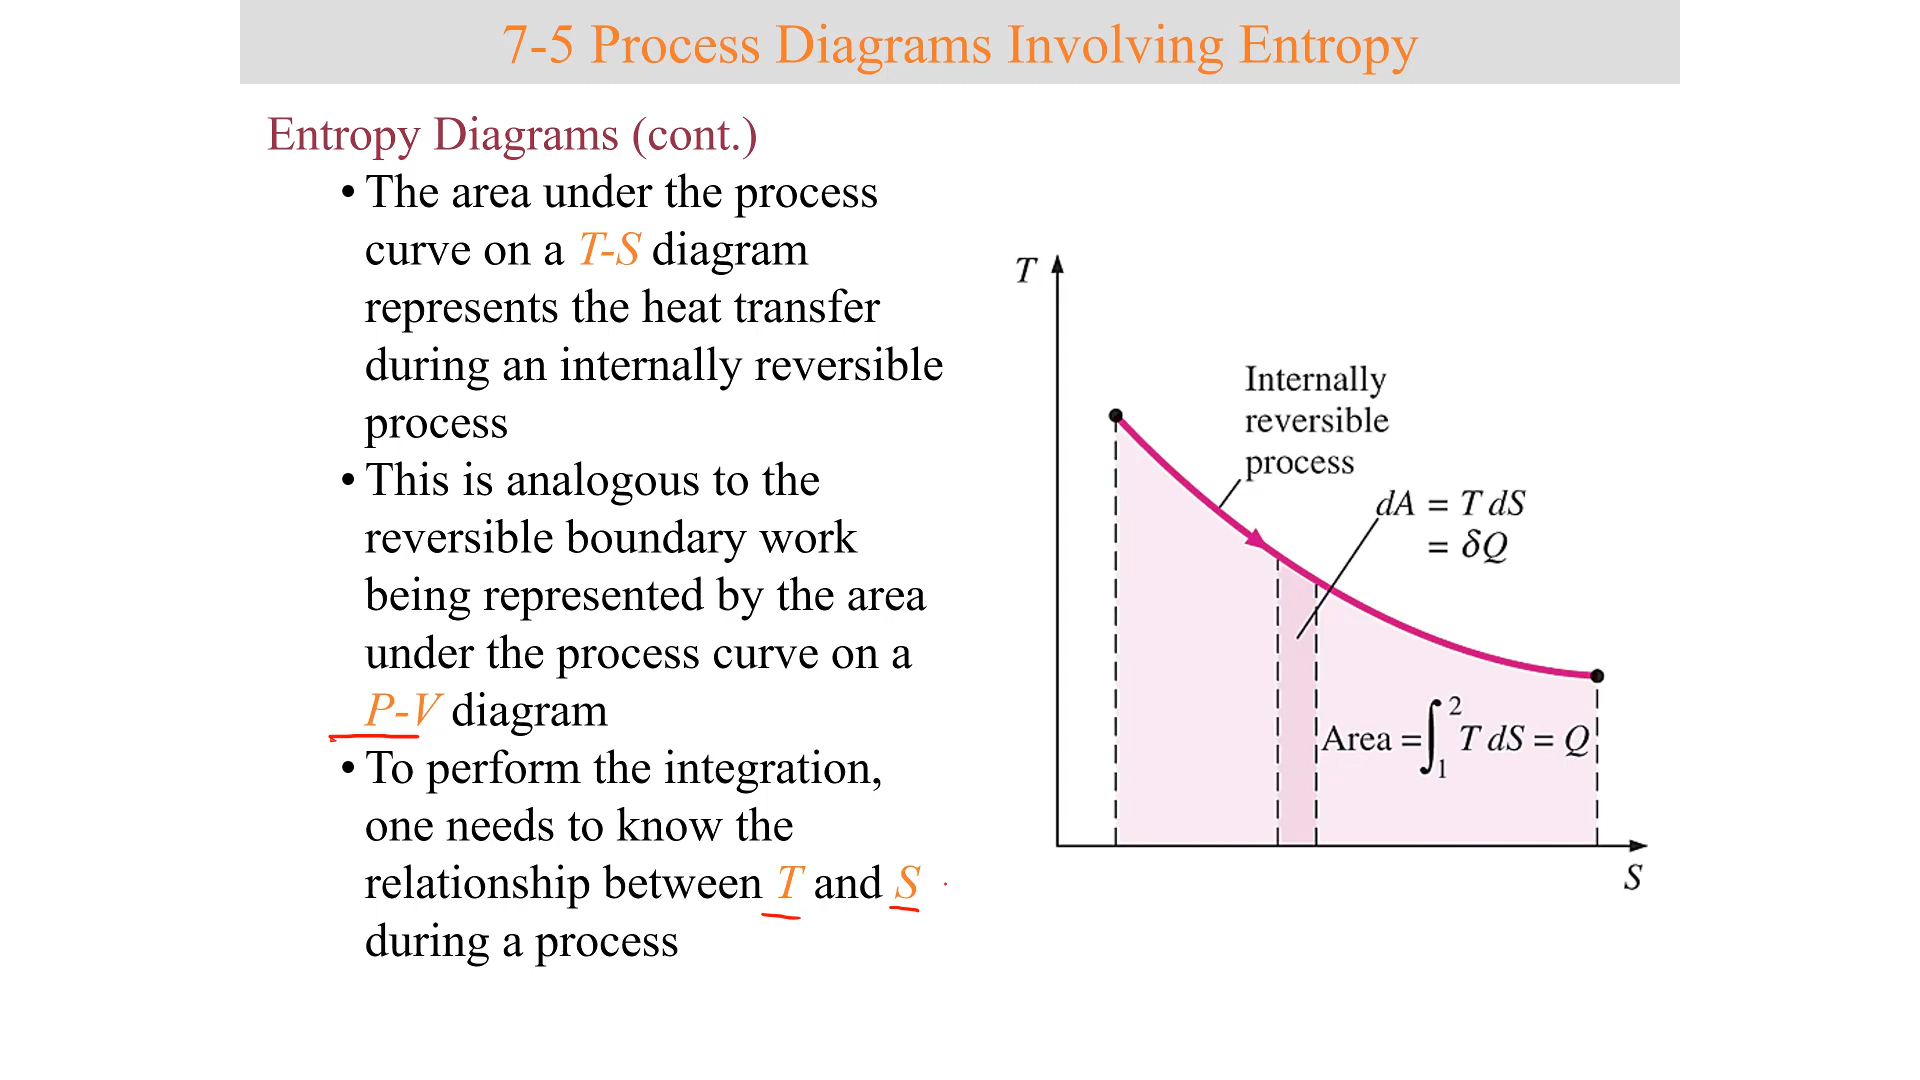 7-5 Process Diagrams Involving Entropy
Entropy Diagrams (cont.)
• The area under the process
curve on a T-S diagram
represents the heat transfer
during an internally reversible
process
• This is analogous to the
reversible boundary work
being represented by the area
under the process curve on a
P-V diagram
• To perform the integration,
one needs to know the
relationship between T and S
during a process
T
Internally
reversible
process
dA = T dS
= δQ
Area = ∫₁² T dS = Q
S